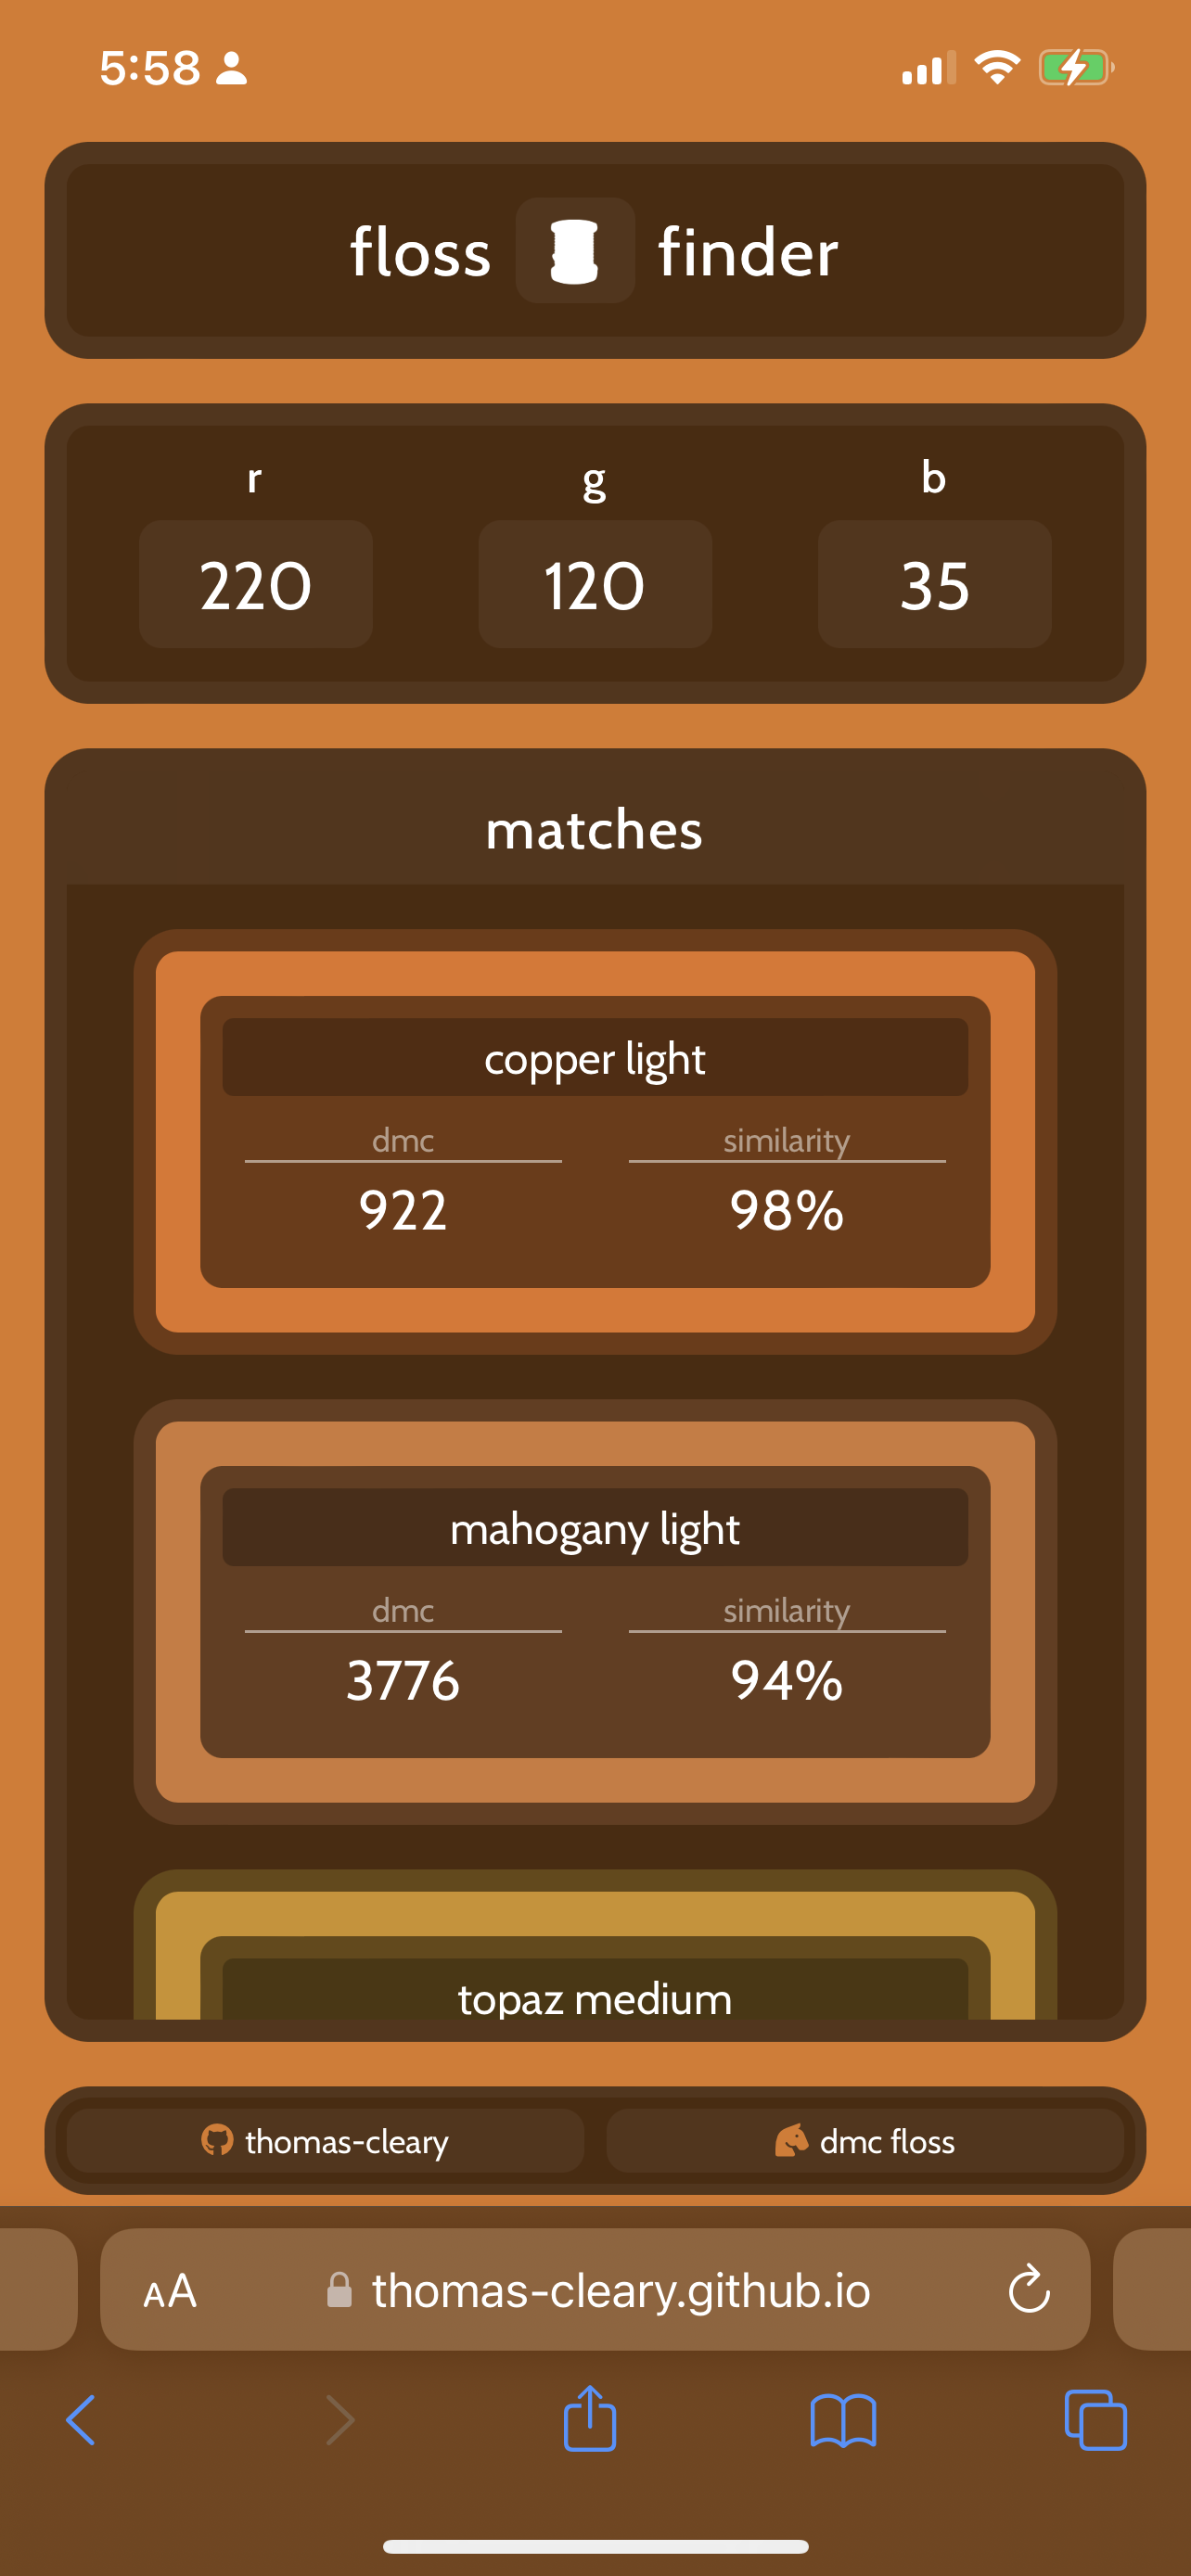 5:58
floss finder
r g b
220 120 35
matches
copper light
dmc similarity
922 98%
mahogany light
dmc similarity
3776 94%
topaz medium
thomas-cleary dmc floss
AA thomas-cleary.github.io